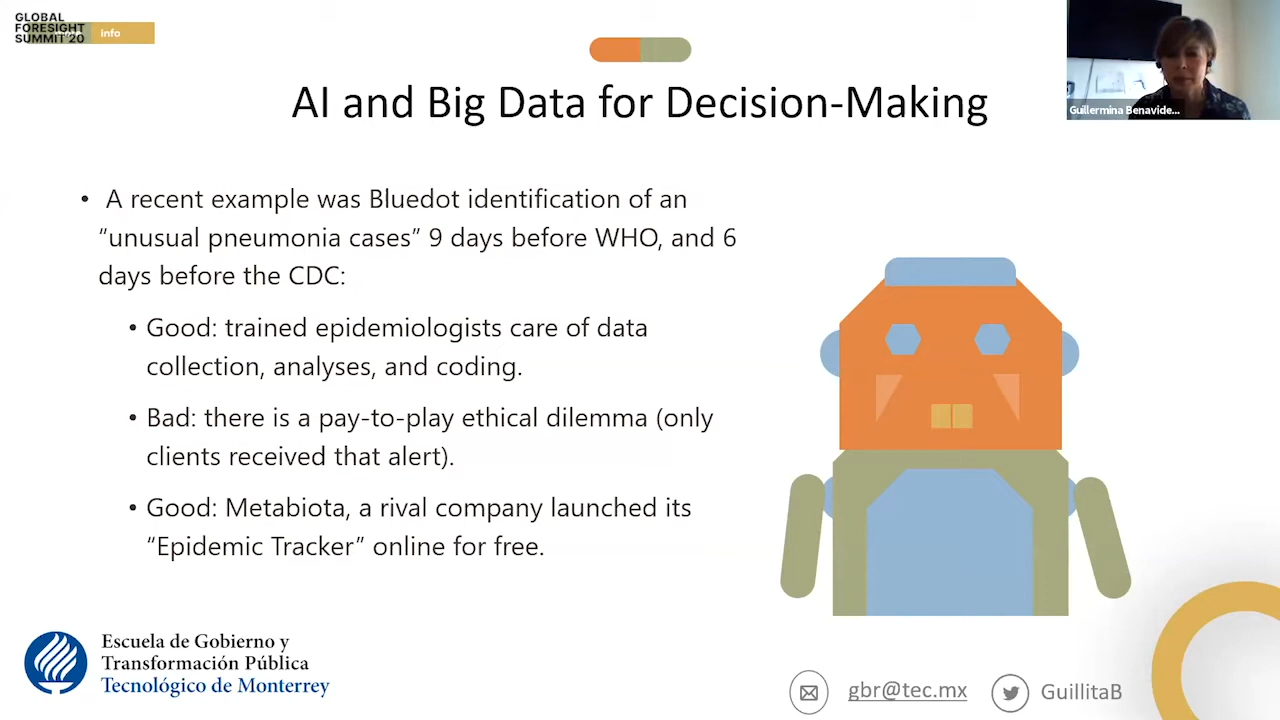 GLOBAL
FORESIGHT
SUMMIT'20
info
Guillermina Benavide...
AI and Big Data for Decision-Making
• A recent example was Bluedot identification of an
“unusual pneumonia cases” 9 days before WHO, and 6
days before the CDC:
• Good: trained epidemiologists care of data
collection, analyses, and coding.
• Bad: there is a pay-to-play ethical dilemma (only
clients received that alert).
• Good: Metabiota, a rival company launched its
“Epidemic Tracker” online for free.
Escuela de Gobierno y
Transformación Pública
Tecnológico de Monterrey
gbr@tec.mx
GuillitaB